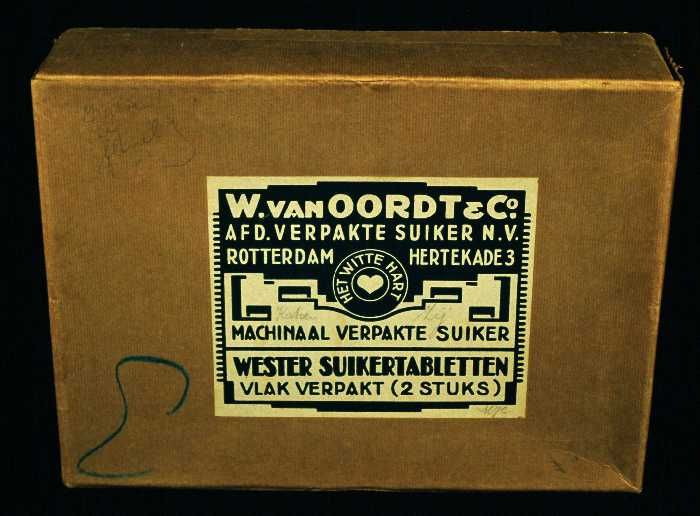 W. VAN OORDT & Co.
AFD. VERPAKTE SUIKER N.V.
ROTTERDAM HERTEKADE 3
HET WITTE HART
MACHINAAL VERPAKTE SUIKER
WESTER SUIKERTABLETTEN
VLAK VERPAKT (2 STUKS)